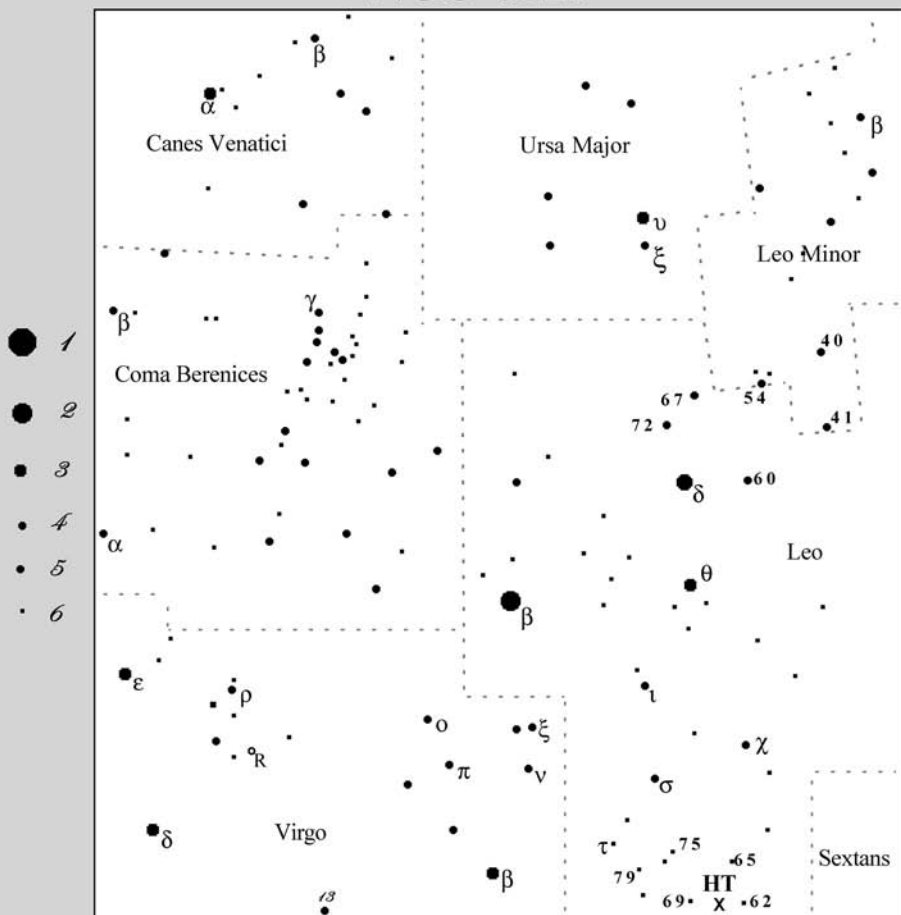 β
α
Canes Venatici
Ursa Major
β
υ
ξ
Leo Minor
β
γ
1
40
Coma Berenices
67
54
2
72
41
3
δ
60
4
α
Leo
5
θ
6
β
ε
ρ
ι
ο
ξ
R
χ
π
ν
σ
δ
Virgo
τ
75
65
Sextans
79
β
HT
13
69
X
62